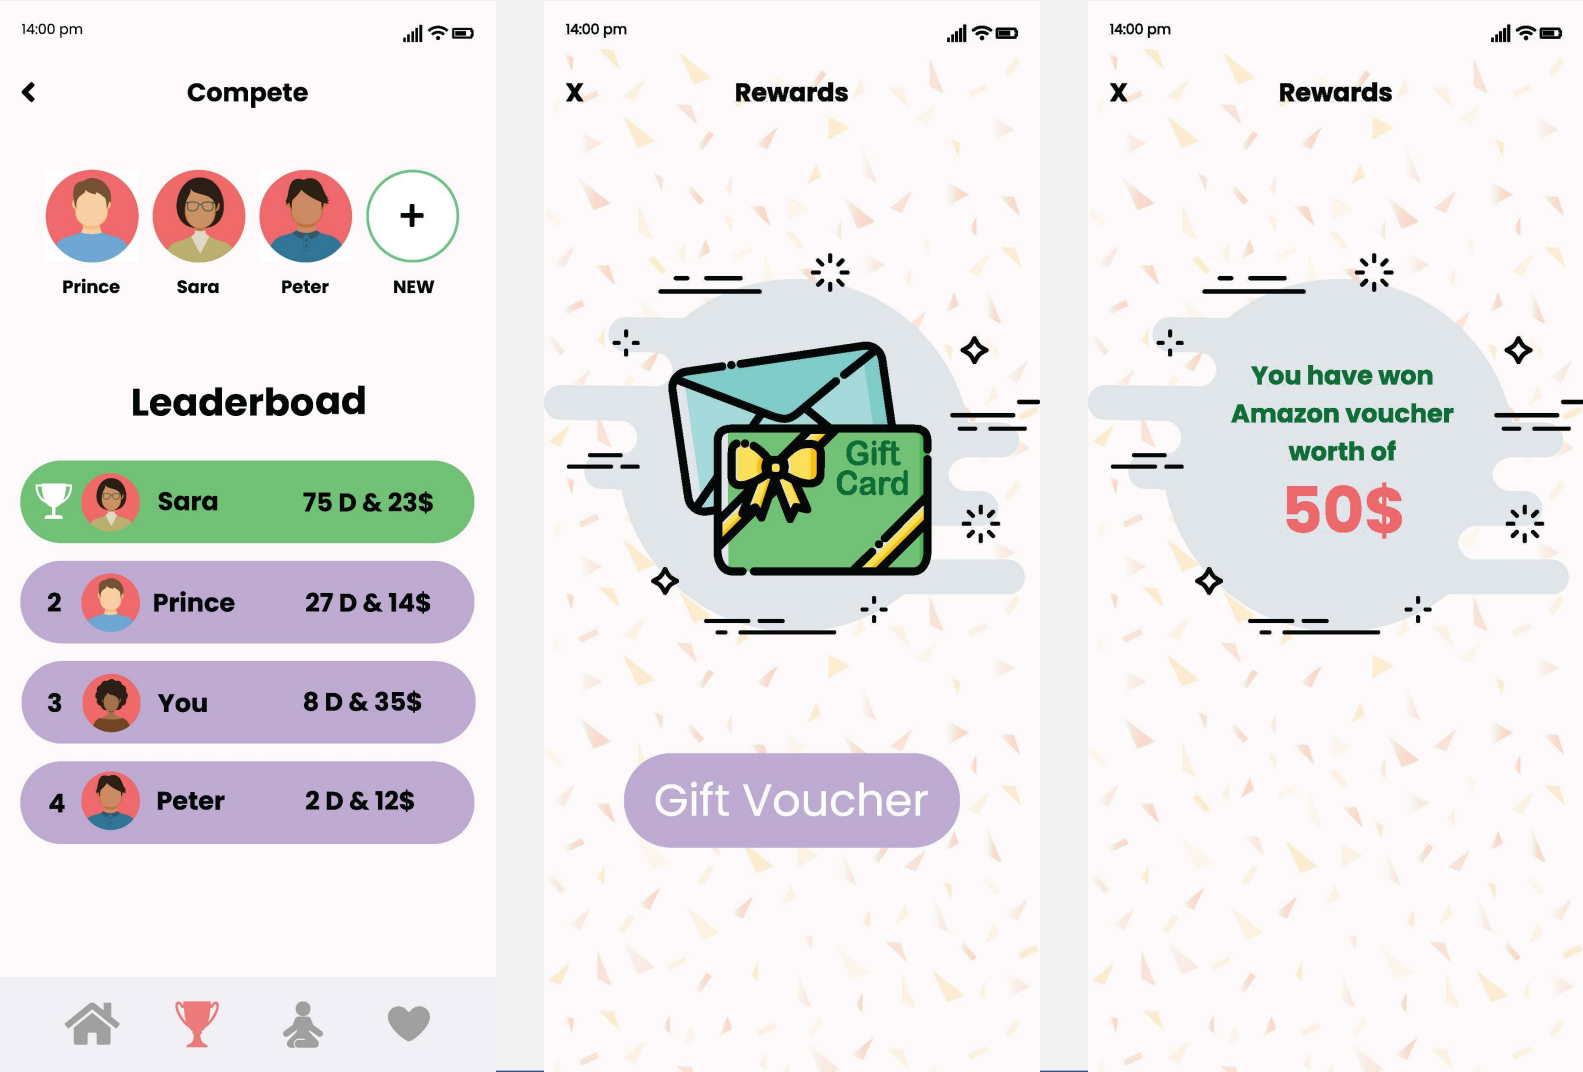 14:00 pm
Compete
Prince
Sara
Peter
NEW
Leaderboad
Sara 75 D & 23$
2 Prince 27 D & 14$
3 You 8 D & 35$
4 Peter 2 D & 12$
14:00 pm
X Rewards
Gift
Card
Gift Voucher
14:00 pm
X Rewards
You have won
Amazon voucher
worth of
50$